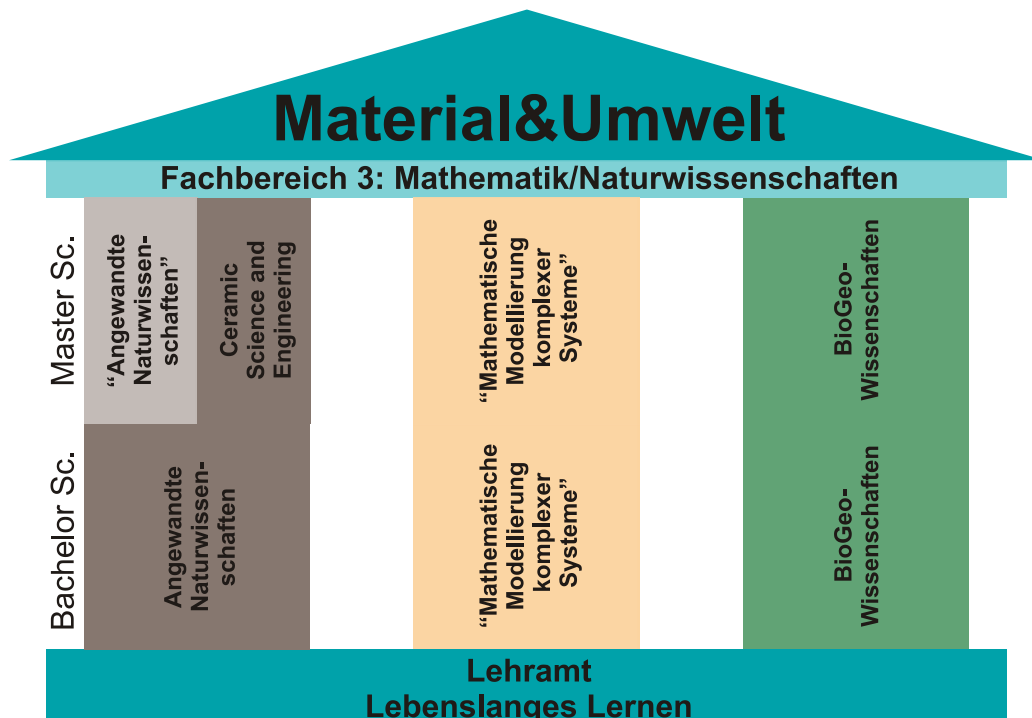 Material&Umwelt
Fachbereich 3: Mathematik/Naturwissenschaften
Master Sc.
“Angewandte
Naturwissen-
schaften”
Ceramic
Science and
Engineering
“Mathematische
Modellierung
komplexer
Systeme”
BioGeo-
Wissenschaften
Bachelor Sc.
Angewandte
Naturwissen-
schaften
“Mathematische
Modellierung
komplexer
Systeme”
BioGeo-
Wissenschaften
Lehramt
Lebenslanges Lernen